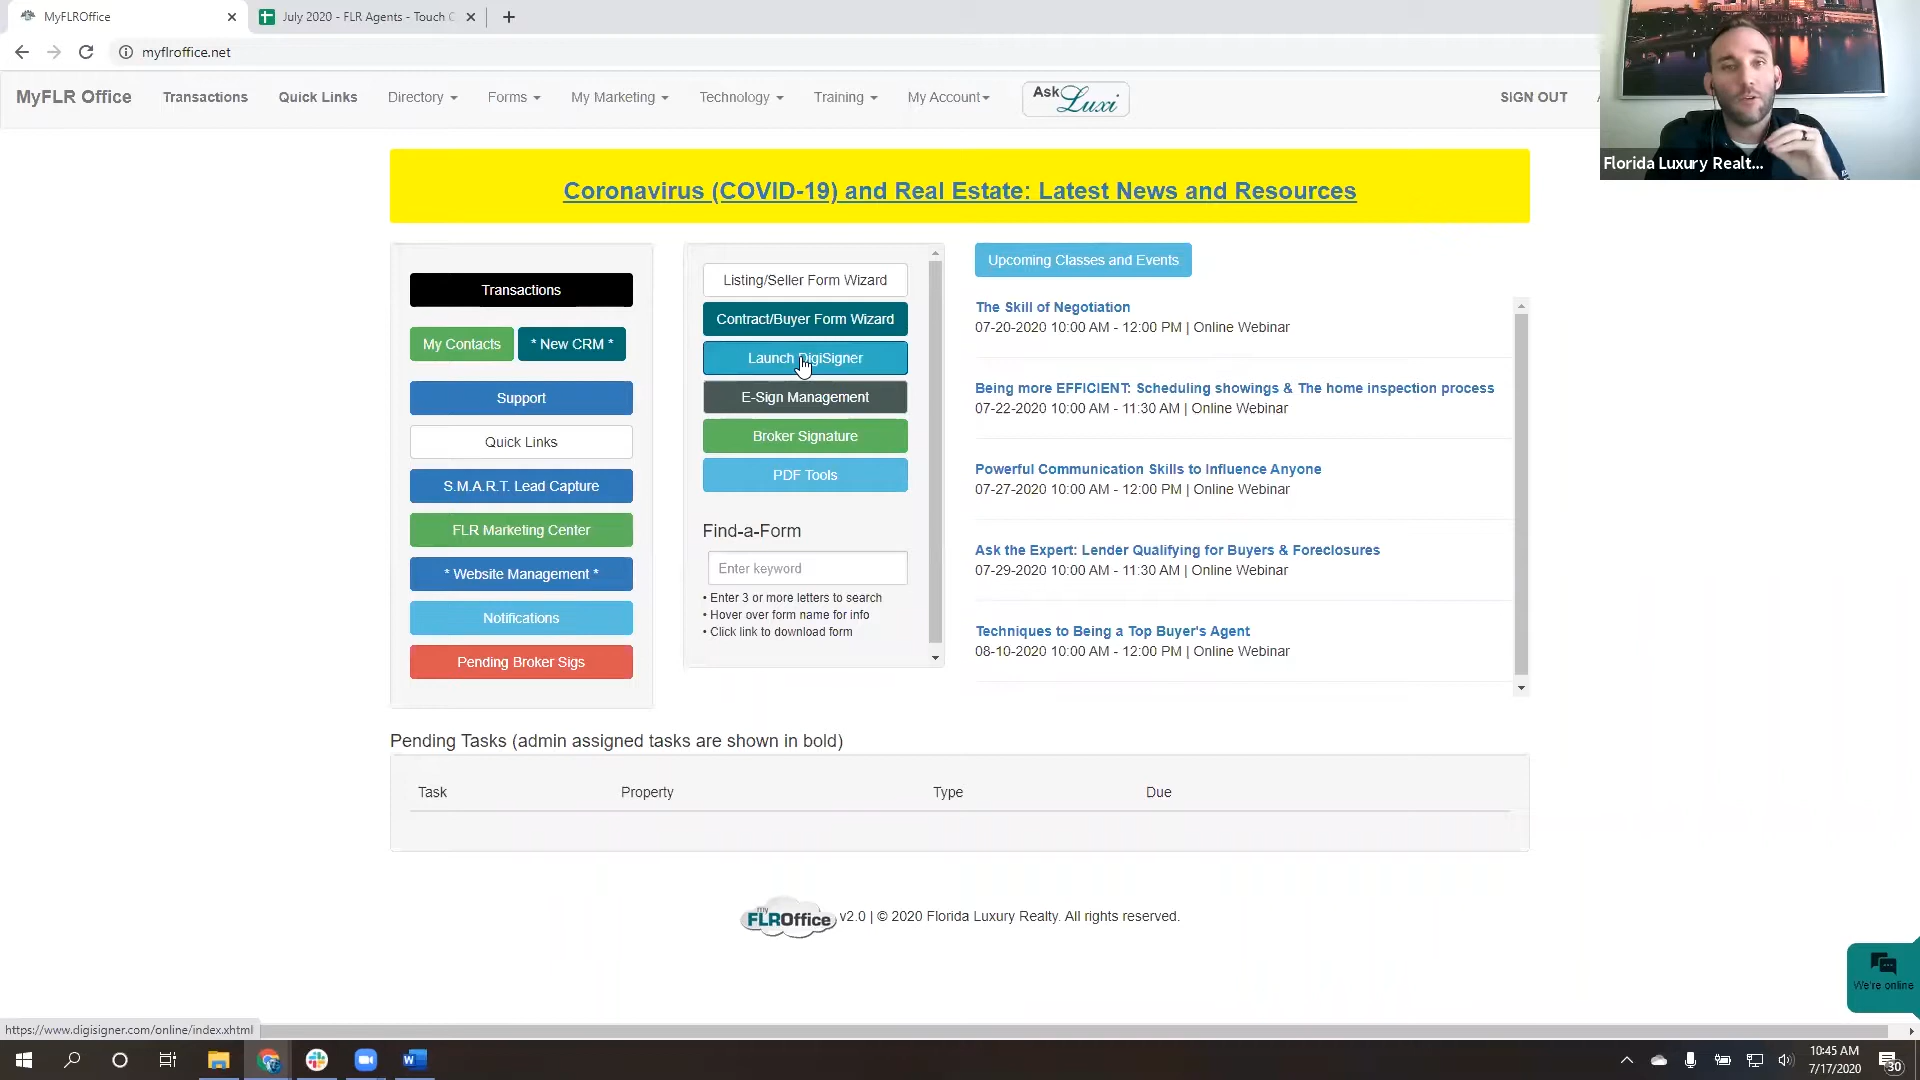 MyFLROffice
July 2020 - FLR Agents - Touch C
myflroffice.net
MyFLR Office
Transactions
Quick Links
Directory
Forms
My Marketing
Technology
Training
My Account
Ask Luxi
SIGN OUT
Florida Luxury Realt...
Coronavirus (COVID-19) and Real Estate: Latest News and Resources
Transactions
My Contacts
* New CRM *
Support
Quick Links
S.M.A.R.T. Lead Capture
FLR Marketing Center
* Website Management *
Notifications
Pending Broker Sigs
Listing/Seller Form Wizard
Contract/Buyer Form Wizard
Launch DigiSigner
E-Sign Management
Broker Signature
PDF Tools
Find-a-Form
Enter keyword
• Enter 3 or more letters to search
• Hover over form name for info
• Click link to download form
Upcoming Classes and Events
The Skill of Negotiation
07-20-2020 10:00 AM - 12:00 PM | Online Webinar
Being more EFFICIENT: Scheduling showings & The home inspection process
07-22-2020 10:00 AM - 11:30 AM | Online Webinar
Powerful Communication Skills to Influence Anyone
07-27-2020 10:00 AM - 12:00 PM | Online Webinar
Ask the Expert: Lender Qualifying for Buyers & Foreclosures
07-29-2020 10:00 AM - 11:30 AM | Online Webinar
Techniques to Being a Top Buyer's Agent
08-10-2020 10:00 AM - 12:00 PM | Online Webinar
Pending Tasks (admin assigned tasks are shown in bold)
Task Property Type Due
my FLROffice v2.0 | © 2020 Florida Luxury Realty. All rights reserved.
We're online
https://www.digisigner.com/online/index.xhtml
10:45 AM
7/17/2020
30